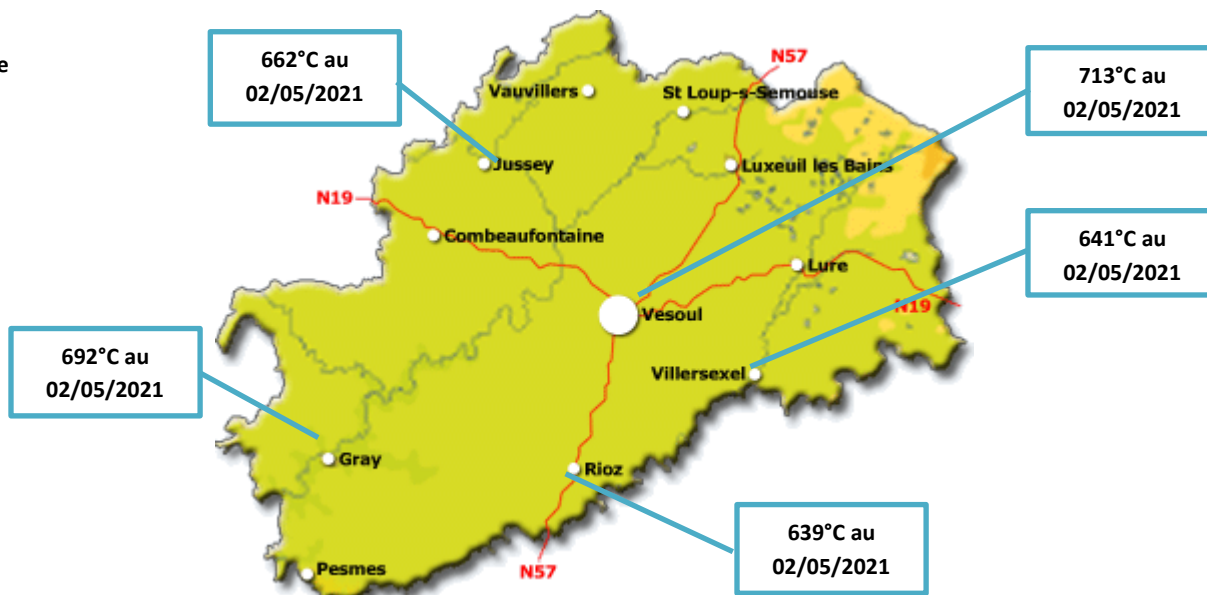 e
662°C au
02/05/2021
N57
713°C au
02/05/2021
Vauvillers
St Loup-s-Semouse
Jussey
Luxeuil les Bains
N19
Combeaufontaine
641°C au
02/05/2021
Lure
N19
Vesoul
692°C au
02/05/2021
Villersexel
Gray
Rioz
639°C au
02/05/2021
Pesmes
N57